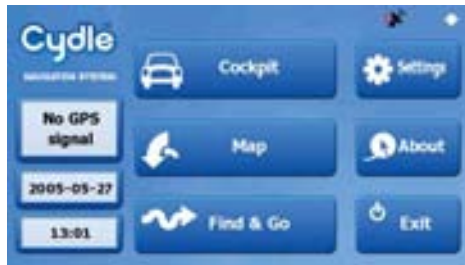 Cydle
NAVIGATION SYSTEM
No GPS
signal
2005-05-27
13:01
Cockpit
Map
Find & Go
Settings
About
Exit